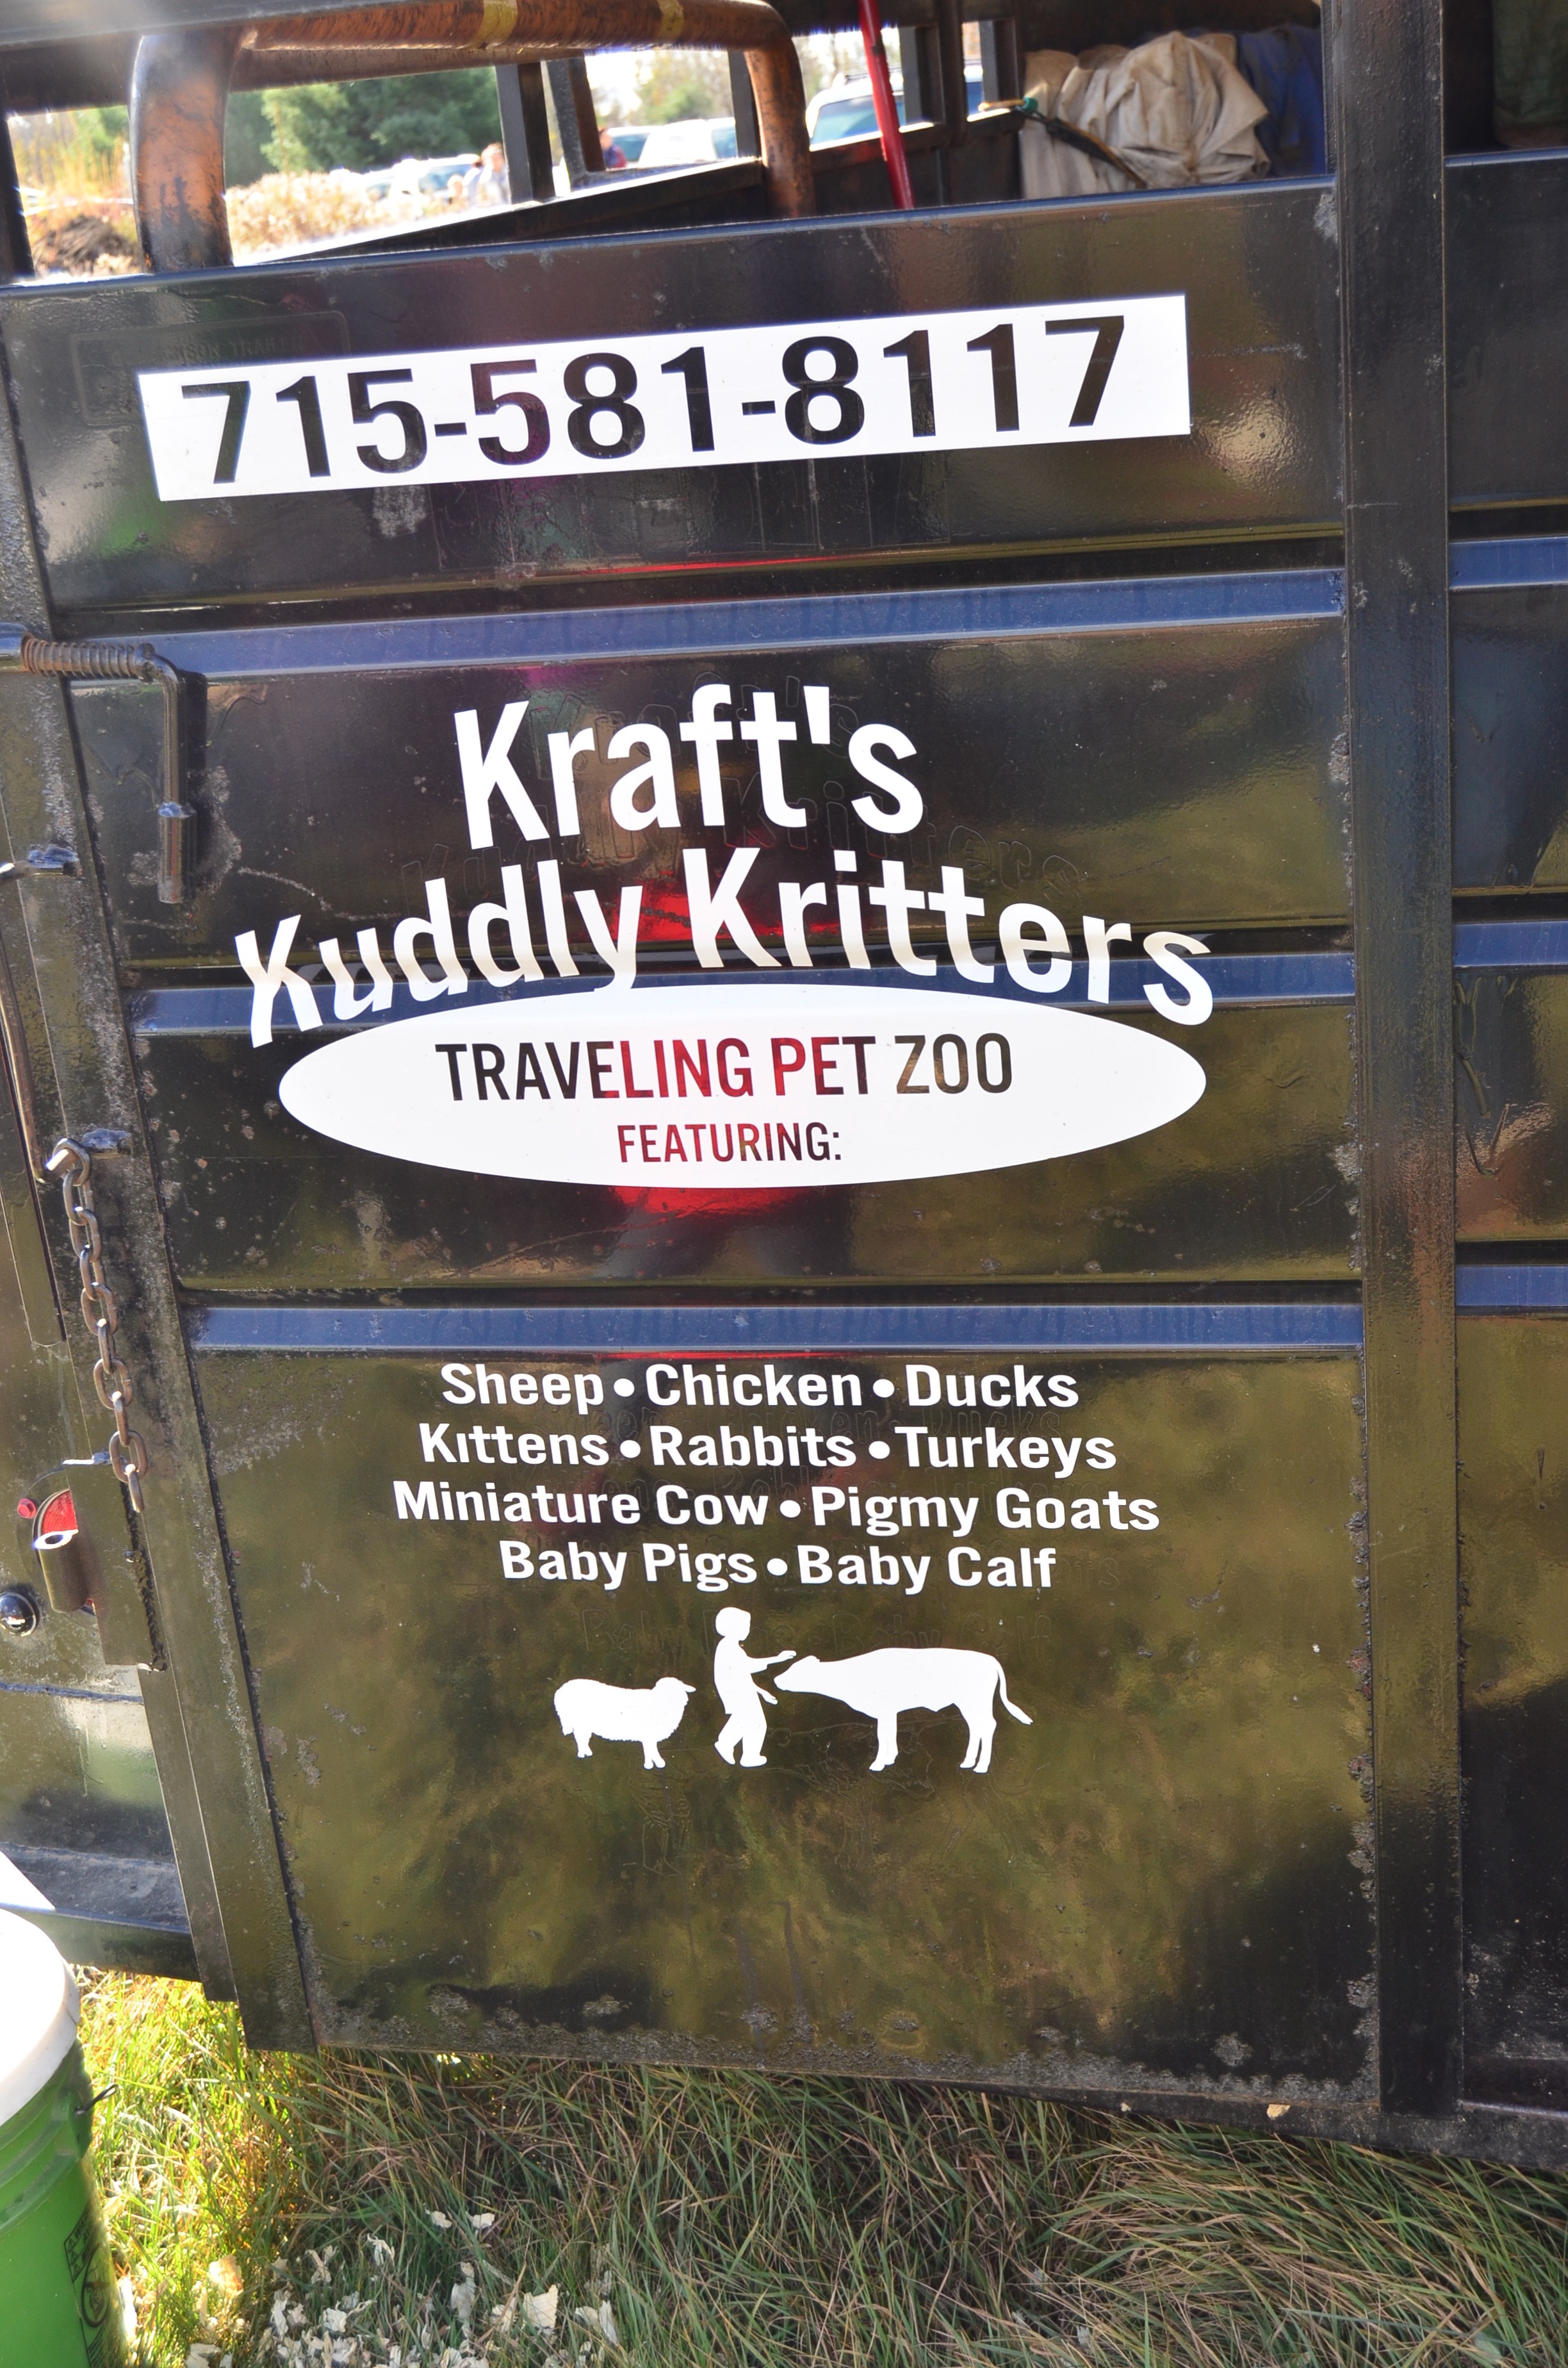 715-581-8117
Kraft's
Kuddly Kritters
TRAVELING PET ZOO
FEATURING:
Sheep • Chicken • Ducks
Kittens • Rabbits • Turkeys
Miniature Cow • Pigmy Goats
Baby Pigs • Baby Calf